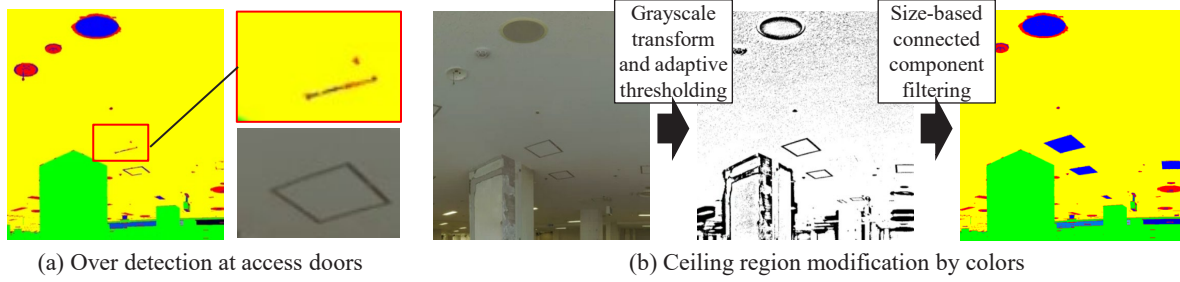 Grayscale
transform
and adaptive
thresholding
Size-based
connected
component
filtering
(a) Over detection at access doors
(b) Ceiling region modification by colors